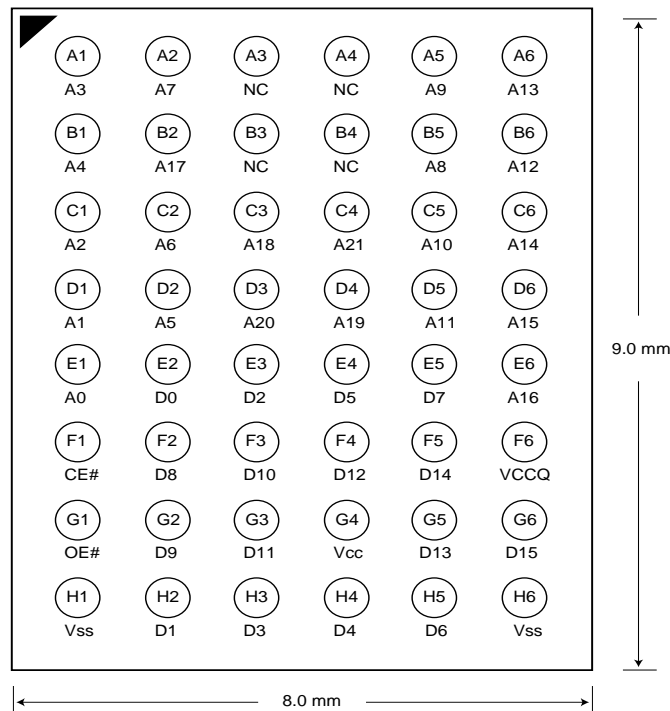 A1 A2 A3 A4 A5 A6
A3 A7 NC NC A9 A13
B1 B2 B3 B4 B5 B6
A4 A17 NC NC A8 A12
C1 C2 C3 C4 C5 C6
A2 A6 A18 A21 A10 A14
D1 D2 D3 D4 D5 D6
A1 A5 A20 A19 A11 A15
9.0 mm
E1 E2 E3 E4 E5 E6
A0 D0 D2 D5 D7 A16
F1 F2 F3 F4 F5 F6
CE# D8 D10 D12 D14 VCCQ
G1 G2 G3 G4 G5 G6
OE# D9 D11 Vcc D13 D15
H1 H2 H3 H4 H5 H6
Vss D1 D3 D4 D6 Vss
8.0 mm